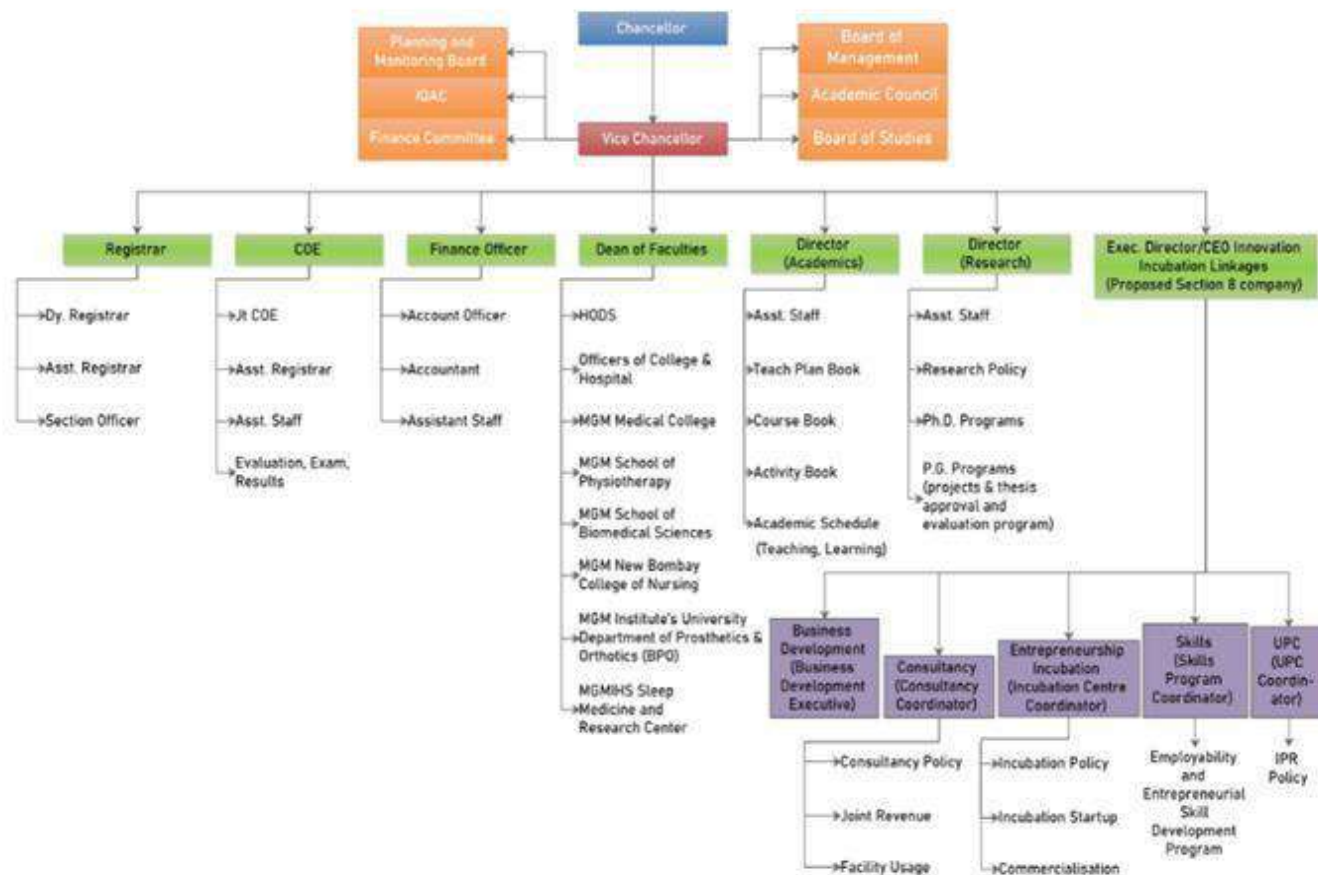 Chancellor
Planning and
Monitoring Board
IQAC
Finance Committee
Vice Chancellor
Board of
Management
Academic Council
Board of Studies
Registrar
Dy. Registrar
Asst. Registrar
Section Officer
COE
Jt COE
Asst. Registrar
Asst. Staff
Evaluation, Exam,
Results
Finance Officer
Account Officer
Accountant
Assistant Staff
Dean of Faculties
HODS
Officers of College &
Hospital
MGM Medical College
MGM School of
Physiotherapy
MGM School of
Biomedical Sciences
MGM New Bombay
College of Nursing
MGM Institute's University
Department of Prosthetics &
Orthotics (BPO)
MGMIHS Sleep
Medicine and
Research Center
Director
(Academics)
Asst. Staff
Teach Plan Book
Course Book
Activity Book
Academic Schedule
(Teaching, Learning)
Director
(Research)
Asst. Staff
Research Policy
Ph.D. Programs
P.G. Programs
(projects & thesis
approval and
evaluation program)
Exec. Director/CEO Innovation
Incubation Linkages
(Proposed Section 8 company)
Business
Development
(Business
Development
Executive)
Consultancy
(Consultancy
Coordinator)
Consultancy Policy
Joint Revenue
Facility Usage
Entrepreneurship
Incubation
(Incubation Centre
Coordinator)
Incubation Policy
Incubation Startup
Commercialisation
Skills
(Skills
Program
Coordinator)
Employability
and
Entrepreneurial
Skill
Development
Program
UPC
(UPC
Coordin-
ator)
IPR
Policy